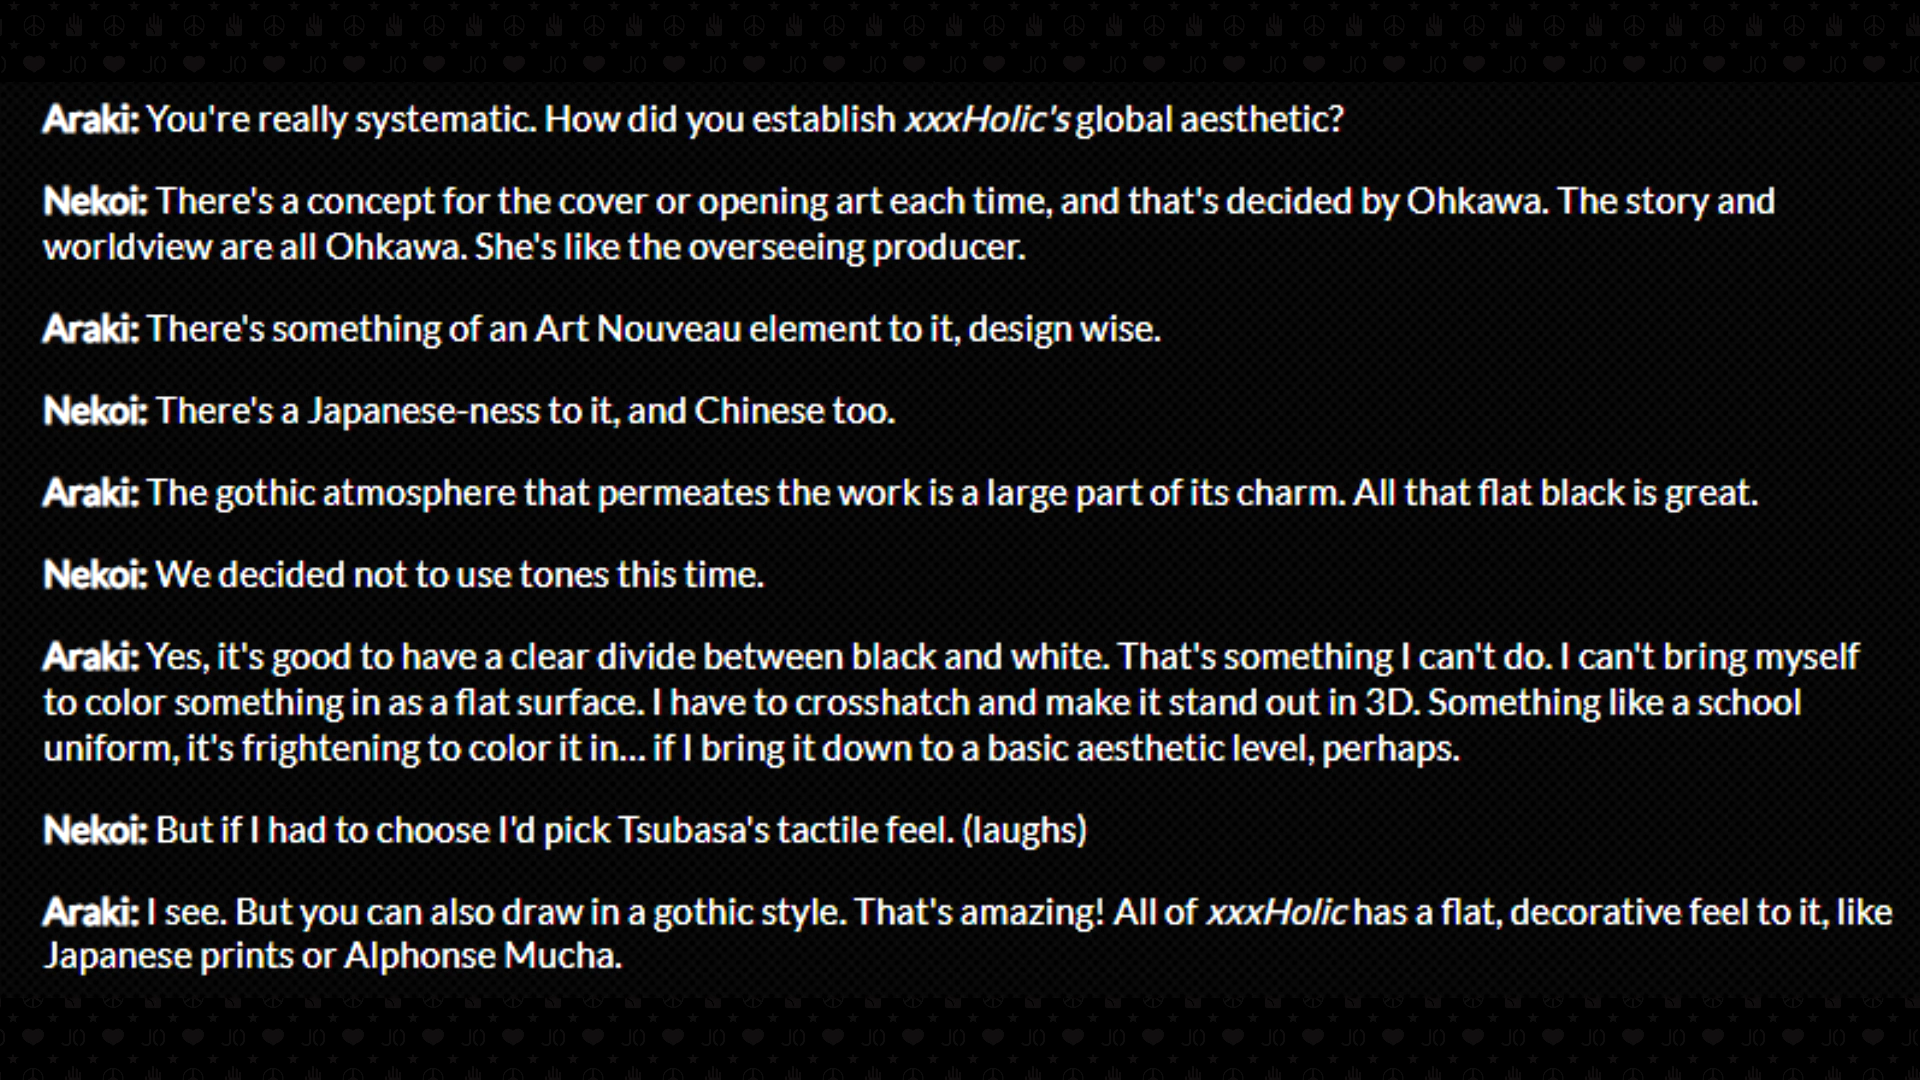 Araki: You're really systematic. How did you establish xxxHolic's global aesthetic?
Nekoi: There's a concept for the cover or opening art each time, and that's decided by Ohkawa. The story and
worldview are all Ohkawa. She's like the overseeing producer.
Araki: There's something of an Art Nouveau element to it, design wise.
Nekoi: There's a Japanese-ness to it, and Chinese too.
Araki: The gothic atmosphere that permeates the work is a large part of its charm. All that flat black is great.
Nekoi: We decided not to use tones this time.
Araki: Yes, it's good to have a clear divide between black and white. That's something I can't do. I can't bring myself
to color something in as a flat surface. I have to crosshatch and make it stand out in 3D. Something like a school
uniform, it's frightening to color it in... if I bring it down to a basic aesthetic level, perhaps.
Nekoi: But if I had to choose I'd pick Tsubasa's tactile feel. (laughs)
Araki: I see. But you can also draw in a gothic style. That's amazing! All of xxxHolic has a flat, decorative feel to it, like
Japanese prints or Alphonse Mucha.